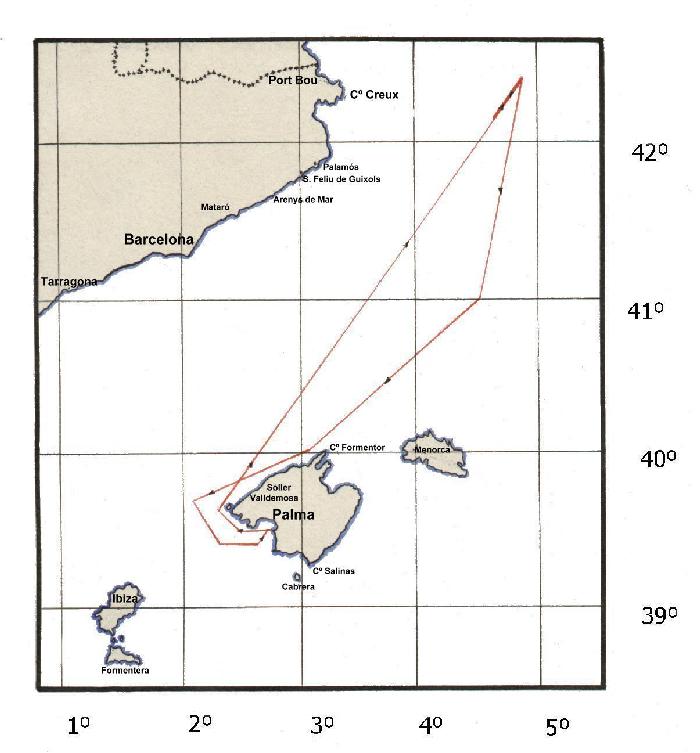 Port Bou
Cº Creux
42º
Palamós
S. Feliu de Guixols
Arenys de Mar
Mataró
Barcelona
Tarragona
41º
Cº Formentor
Menorca
40º
Soller
Valldemosa
Palma
Cº Salinas
Cabrera
Ibiza
39º
Formentera
1º
2º
3º
4º
5º